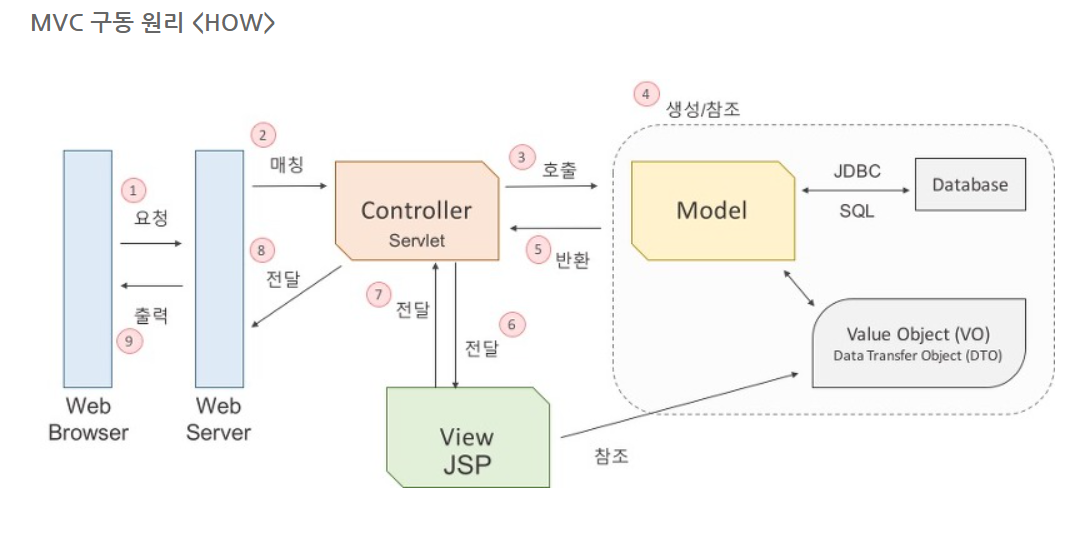 MVC 구동 원리 <HOW>
4
생성/참조
2
매칭
3
호출
1
요청
Controller
Servlet
Model
JDBC
SQL
Database
5
반환
8
전달
7
전달
6
전달
출력
9
Value Object (VO)
Data Transfer Object (DTO)
Web
Browser
Web
Server
View
JSP
참조